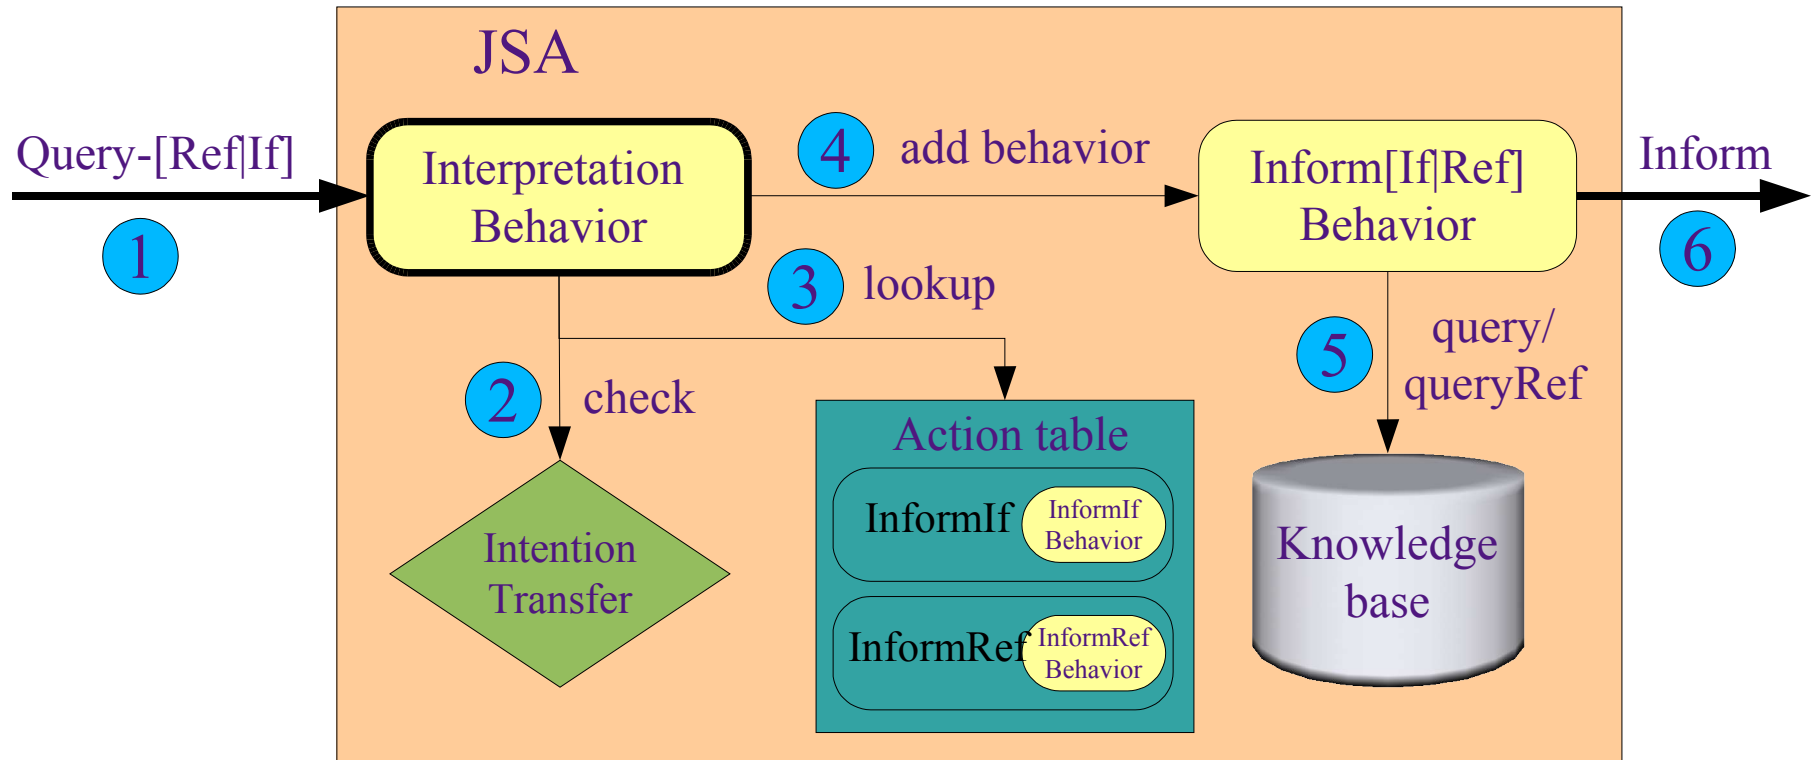 JSA
Query-[Ref|If]
1
Interpretation
Behavior
4
add behavior
Inform[If|Ref]
Behavior
Inform
6
3
lookup
2
check
5
query/
queryRef
Intention
Transfer
Action table
InformIf
InformIf
Behavior
InformRef
InformRef
Behavior
Knowledge
base